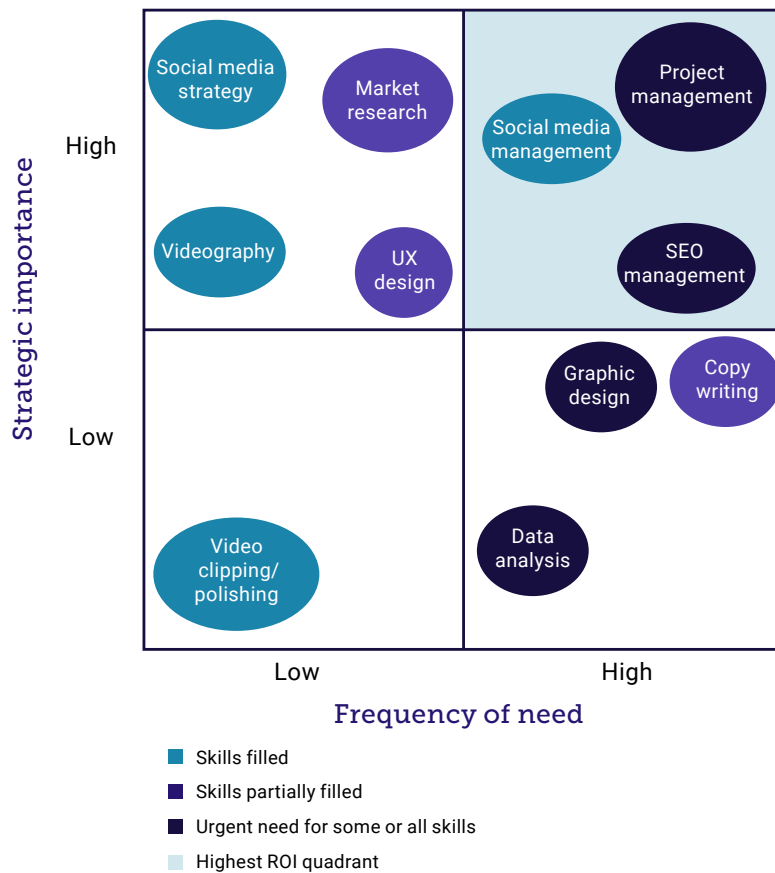 Strategic importance
High
Low
Social media
strategy
Market
research
Social media
management
Project
management
Videography
UX
design
SEO
management
Graphic
design
Copy
writing
Video
clipping/
polishing
Data
analysis
Low
High
Frequency of need
Skills filled
Skills partially filled
Urgent need for some or all skills
Highest ROI quadrant